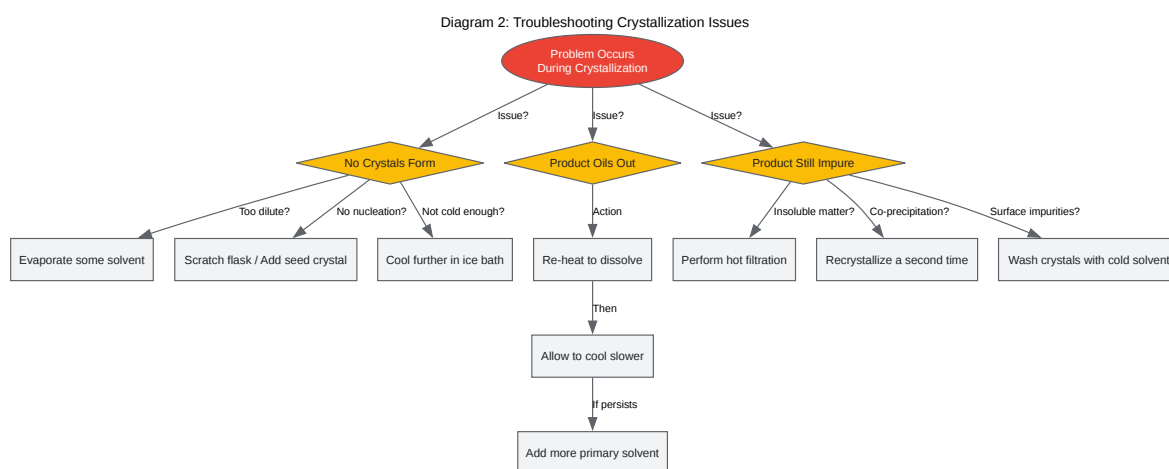 Diagram 2: Troubleshooting Crystallization Issues
Problem Occurs
During Crystallization
Issue?
Issue?
Issue?
No Crystals Form
Product Oils Out
Product Still Impure
Too dilute?
No nucleation?
Not cold enough?
Action
Insoluble matter?
Co-precipitation?
Surface impurities?
Evaporate some solvent
Scratch flask / Add seed crystal
Cool further in ice bath
Re-heat to dissolve
Perform hot filtration
Recrystallize a second time
Wash crystals with cold solvent
Then
Allow to cool slower
If persists
Add more primary solvent